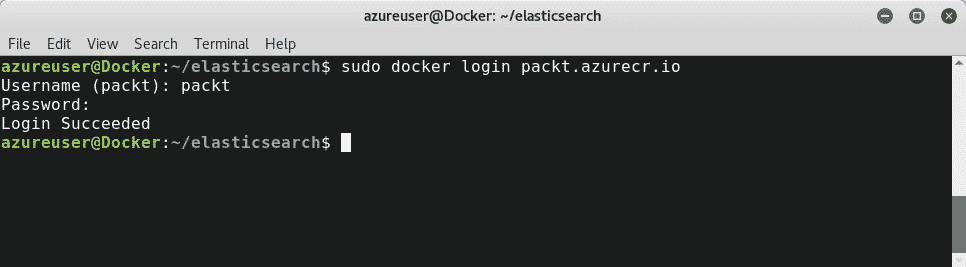 azureuser@Docker: ~/elasticsearch
File Edit View Search Terminal Help
azureuser@Docker:~/elasticsearch$ sudo docker login packt.azurecr.io
Username (packt): packt
Password:
Login Succeeded
azureuser@Docker:~/elasticsearch$